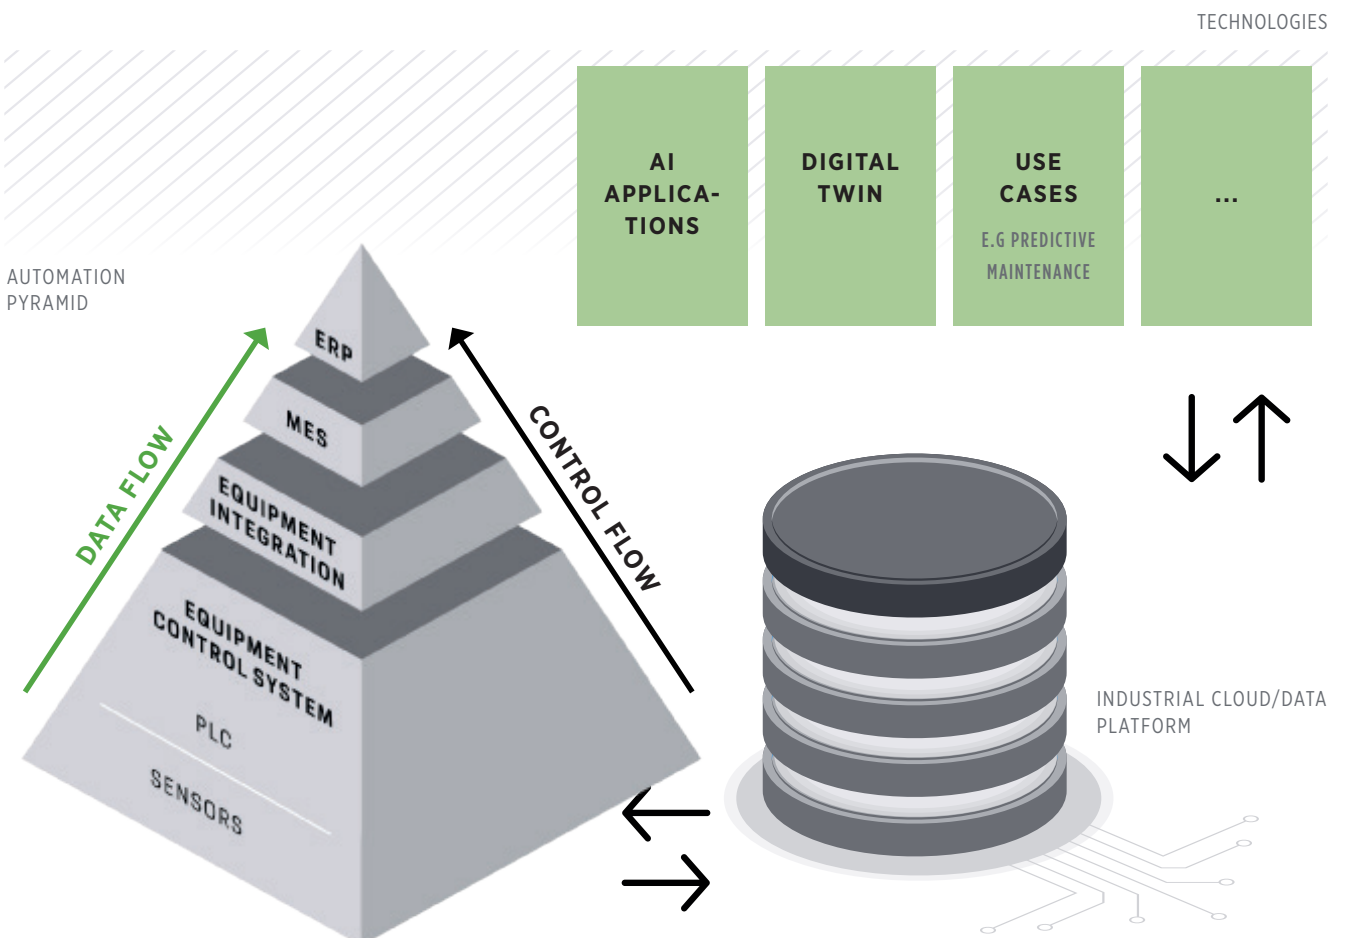 TECHNOLOGIES
AI
APPLICA-
TIONS
DIGITAL
TWIN
USE
CASES
E.G PREDICTIVE
MAINTENANCE
...
AUTOMATION
PYRAMID
ERP
MES
EQUIPMENT
INTEGRATION
EQUIPMENT
CONTROL SYSTEM
PLC
SENSORS
DATA FLOW
CONTROL FLOW
INDUSTRIAL CLOUD/DATA
PLATFORM